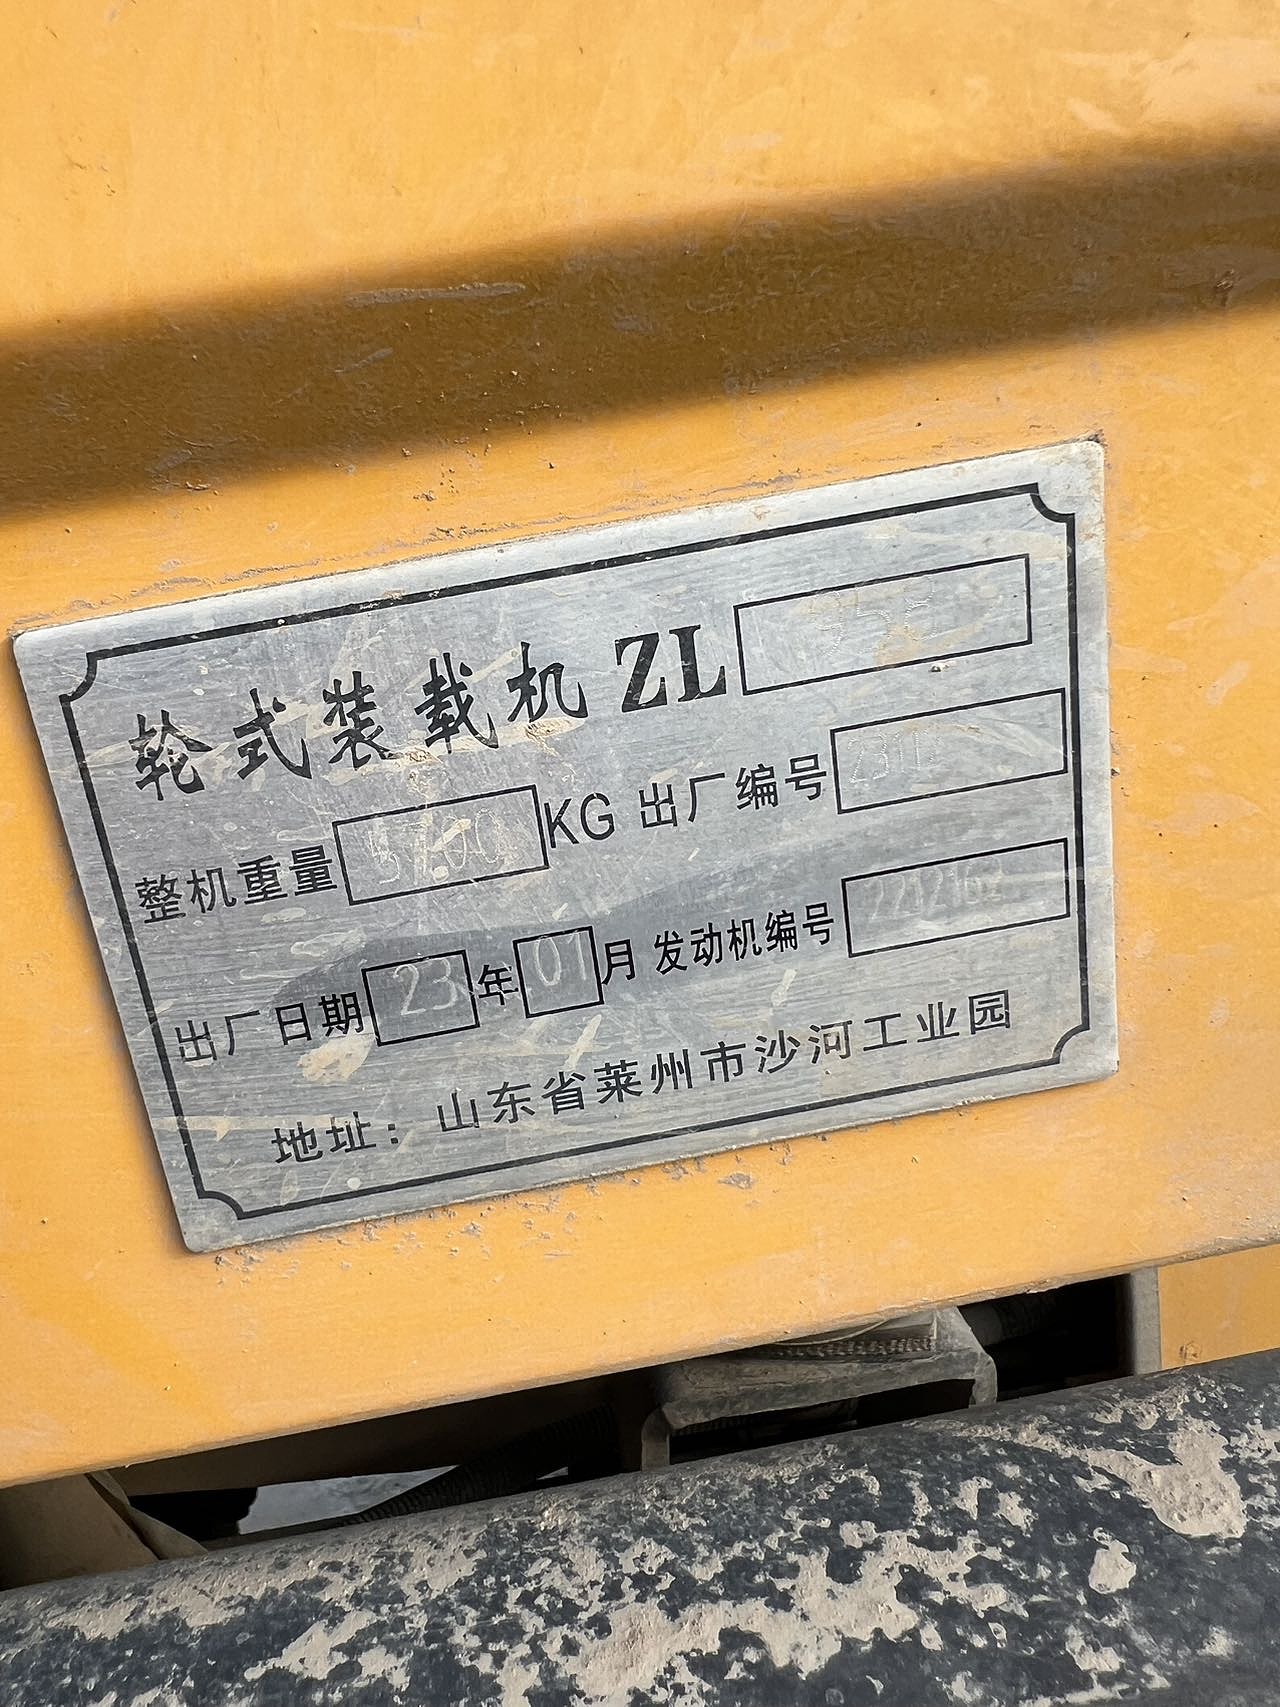 轮式装载机 ZL 958
整机重量 5700 KG 出厂编号
出厂日期 23 年 01 月 发动机编号
地址：山东省莱州市沙河工业园